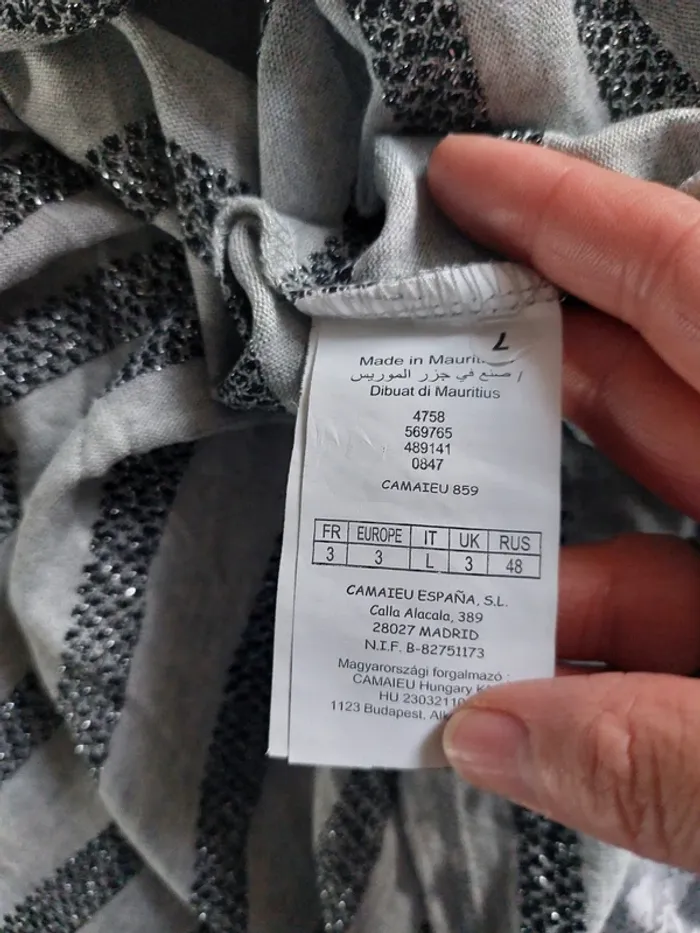 7
Made in
صنع في جزر الموريس /
Dibuat di Mauritius
4758
569765
489141
0847
CAMAIEU 859
FR EUROPE IT UK RUS
3 3 L 3 48
CAMAIEU ESPAÑA, S.L.
Calla Alacala, 389
28027 MADRID
N.I.F. B-82751173
Magyarországi forgalmazó :
CAMAIEU Hungary
HU
1123 Budapest,